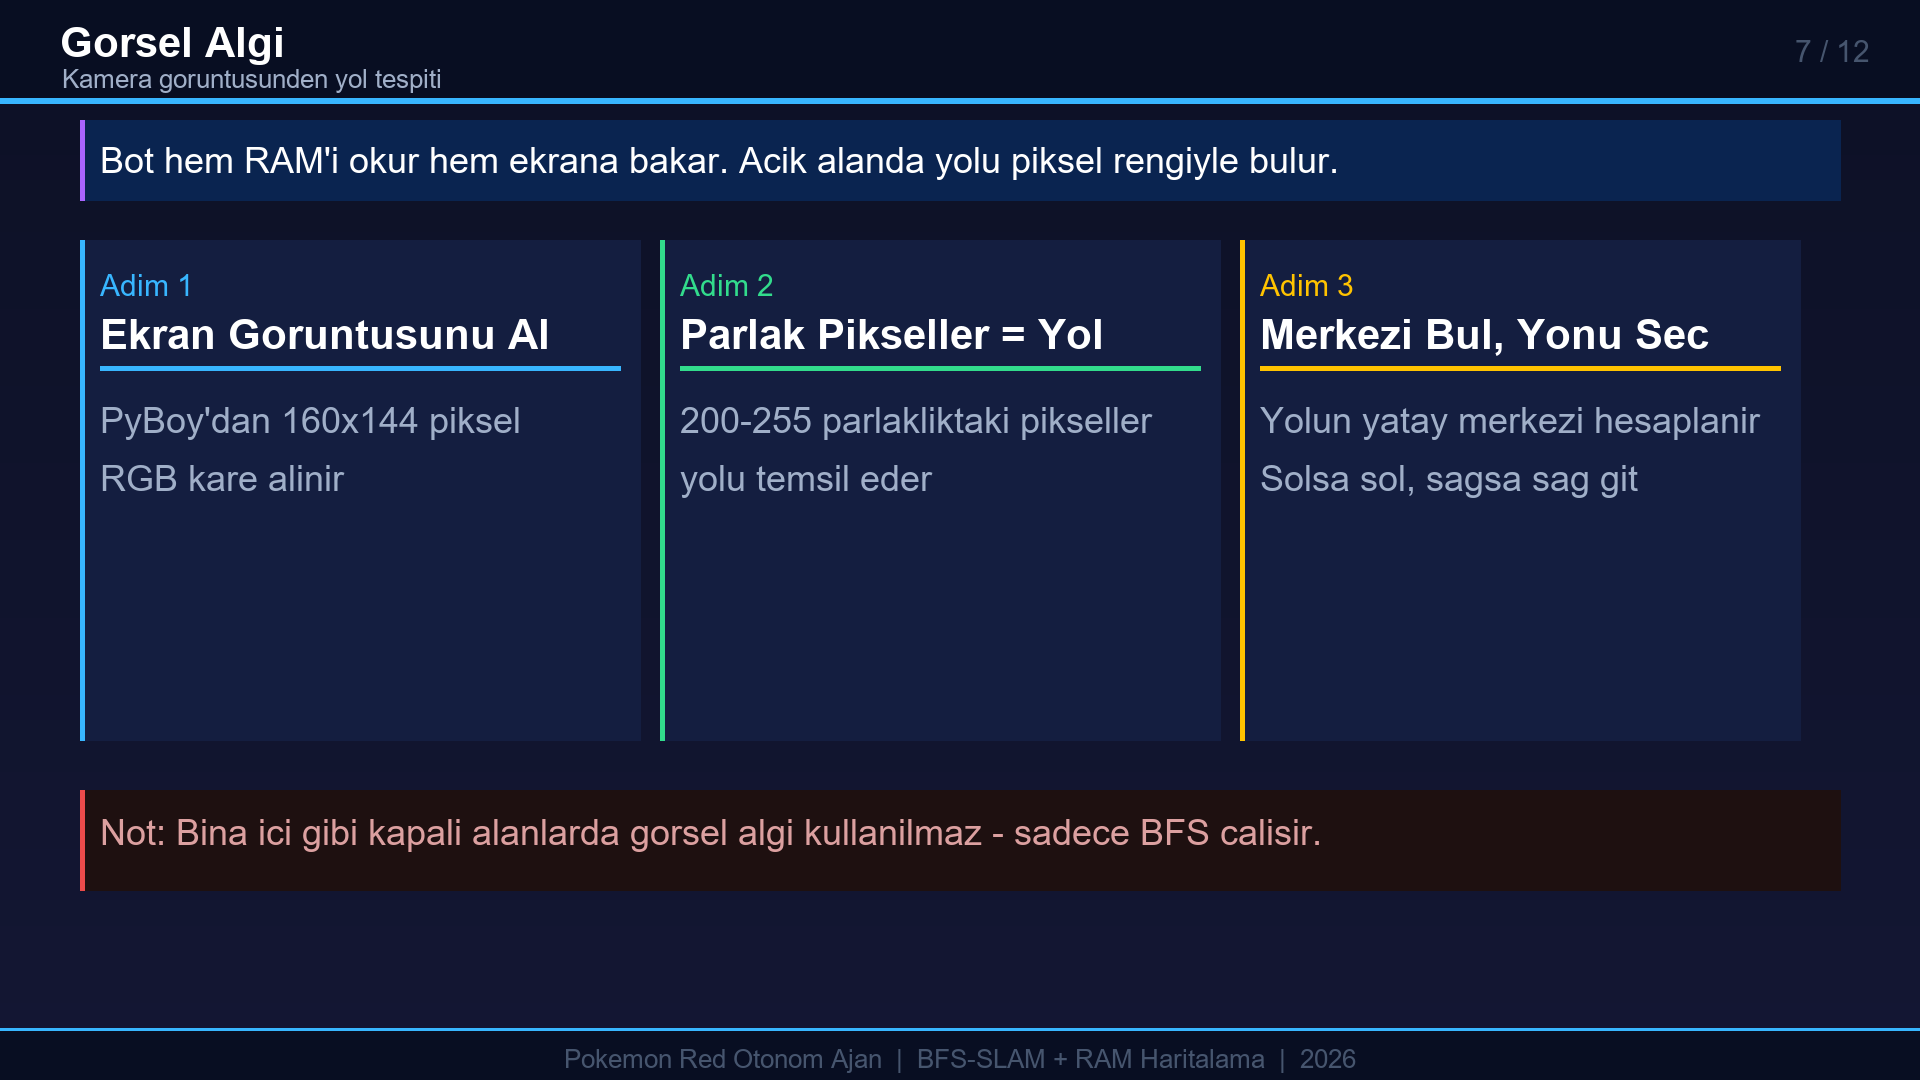 Gorsel Algi
Kamera goruntusunden yol tespiti
7 / 12
Bot hem RAM'i okur hem ekrana bakar. Acik alanda yolu piksel rengiyle bulur.
Adim 1
Ekran Goruntusunu Al
PyBoy'dan 160x144 piksel
RGB kare alinir
Adim 2
Parlak Pikseller = Yol
200-255 parlakliktaki pikseller
yolu temsil eder
Adim 3
Merkezi Bul, Yonu Sec
Yolun yatay merkezi hesaplanir
Solsa sol, sagsa sag git
Not: Bina ici gibi kapali alanlarda gorsel algi kullanilmaz - sadece BFS calisir.
Pokemon Red Otonom Ajan | BFS-SLAM + RAM Haritalama | 2026